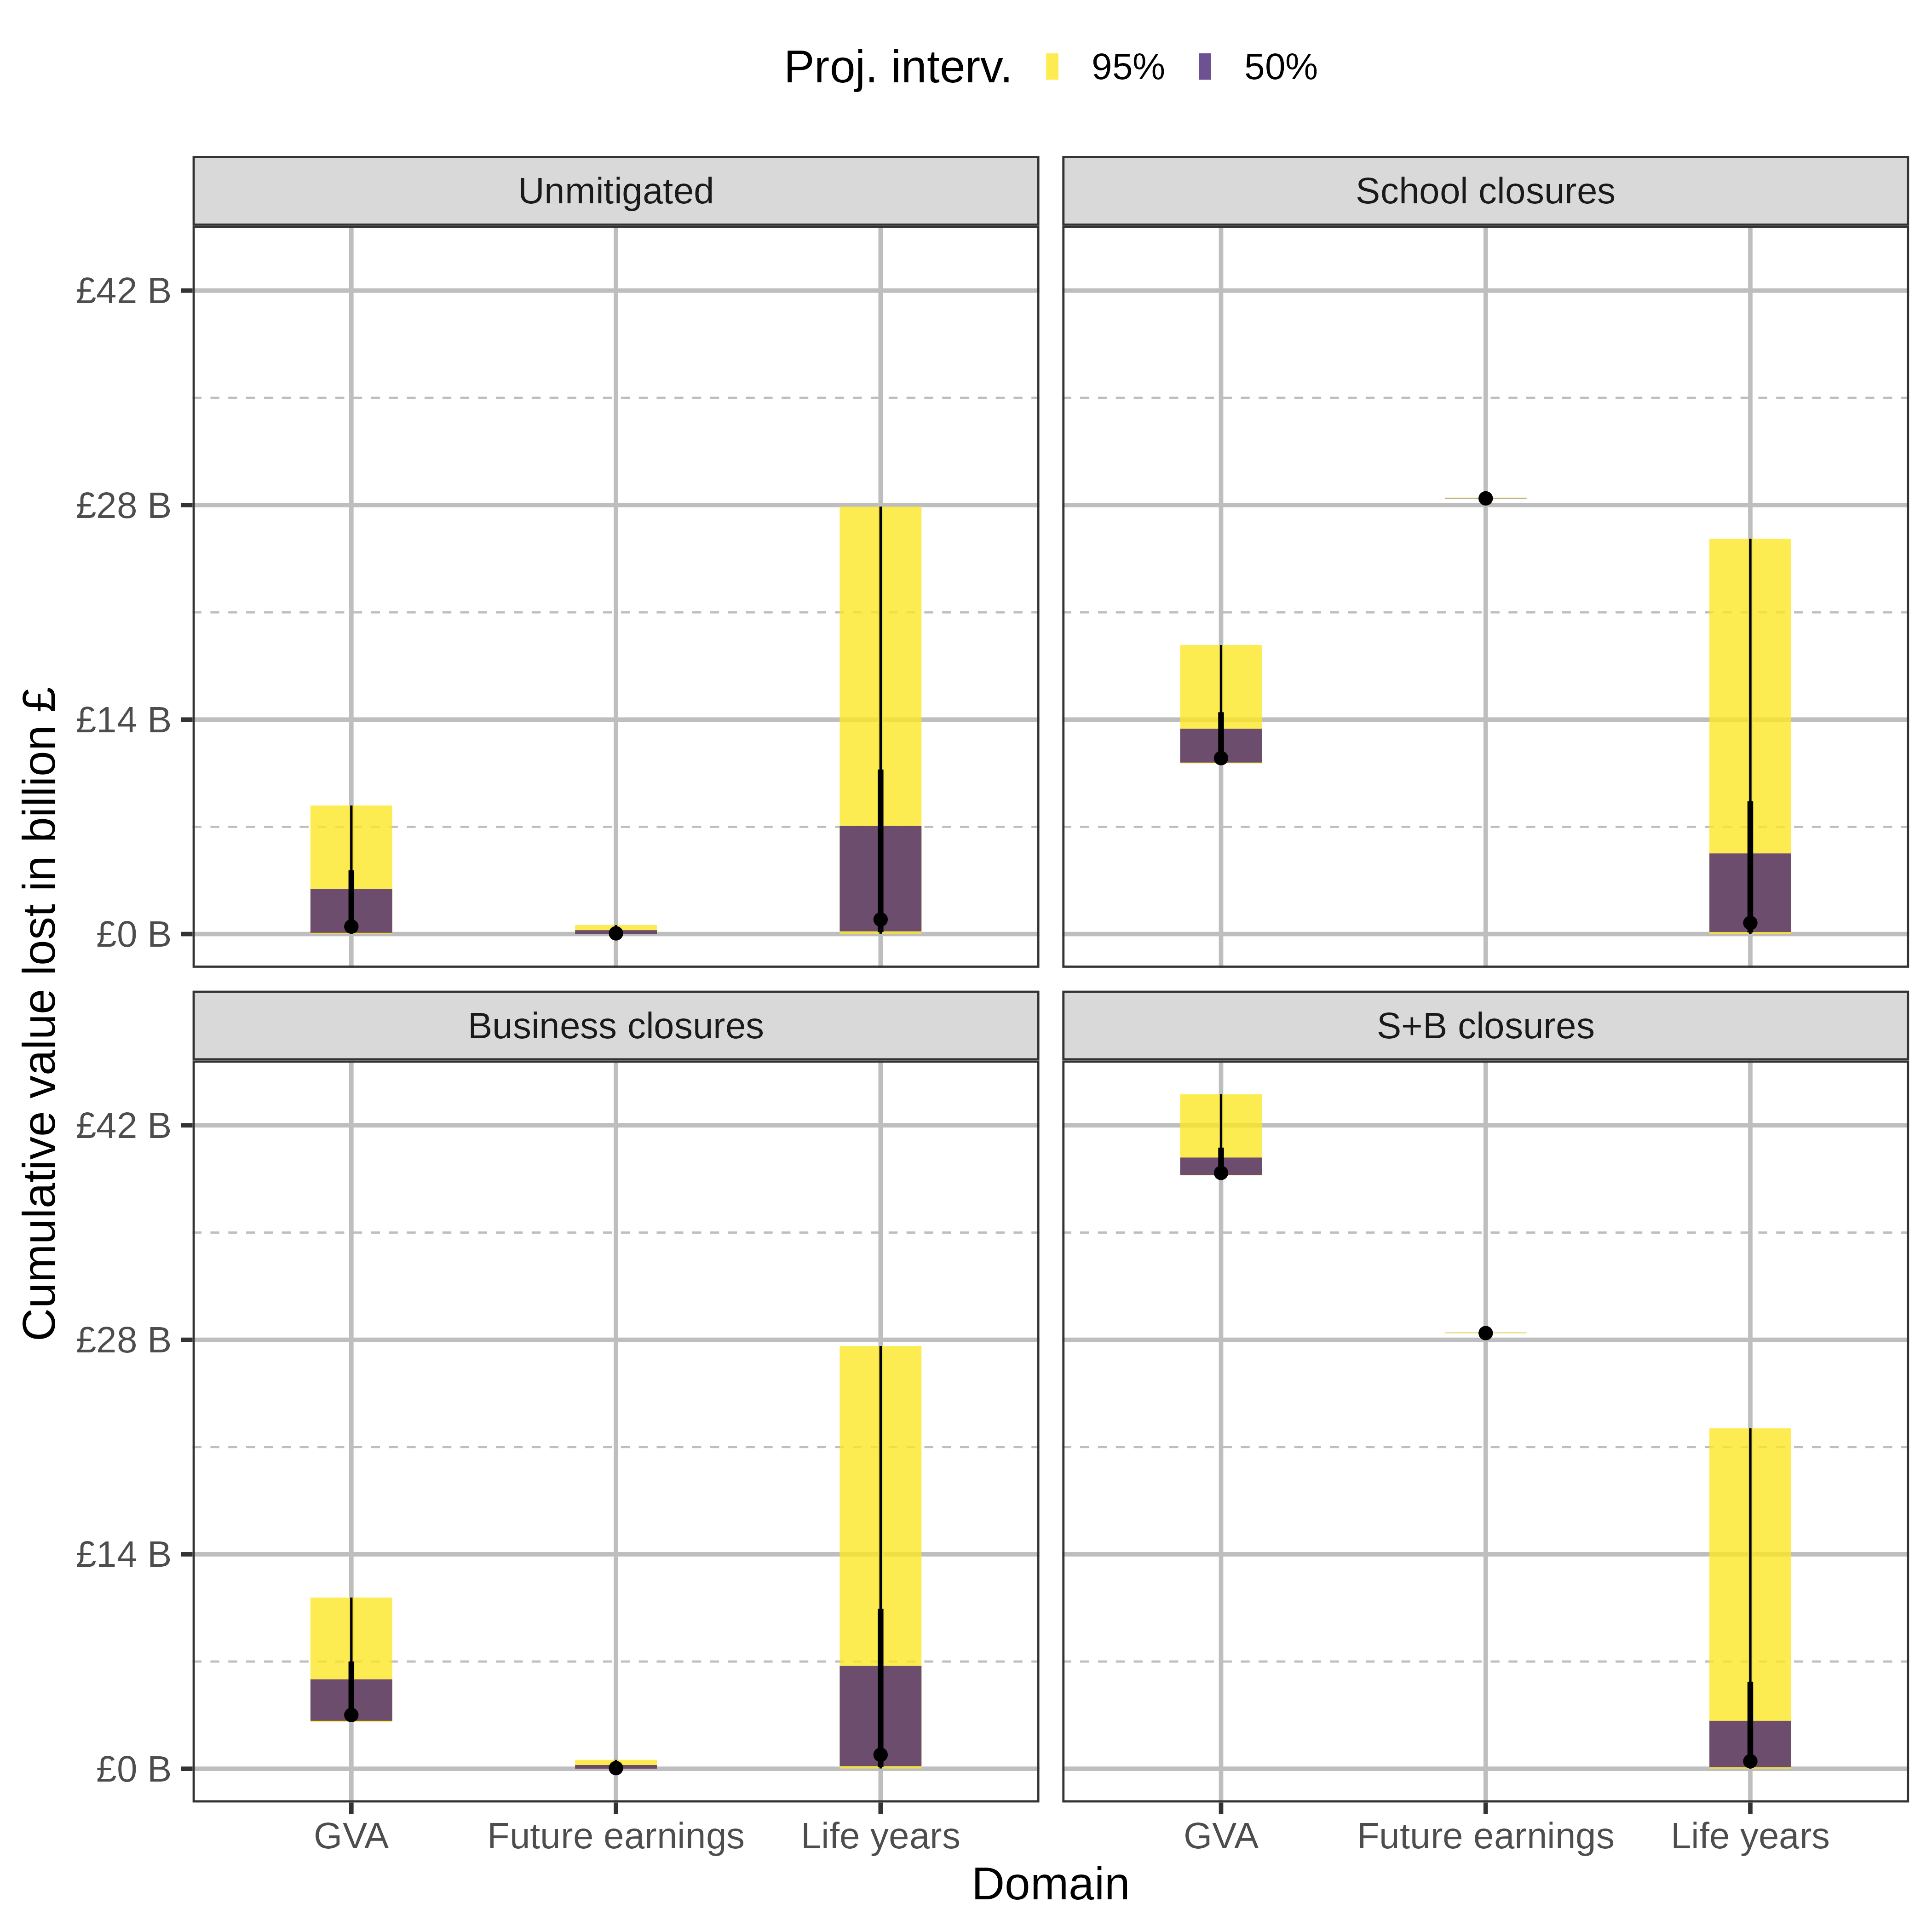 Proj. interv. 95% 50%
Unmitigated
School closures
£42 B
£28 B
£14 B
£0 B
Business closures
S+B closures
£42 B
£28 B
£14 B
£0 B
GVA Future earnings Life years
GVA Future earnings Life years
Domain
Cumulative value lost in billion £